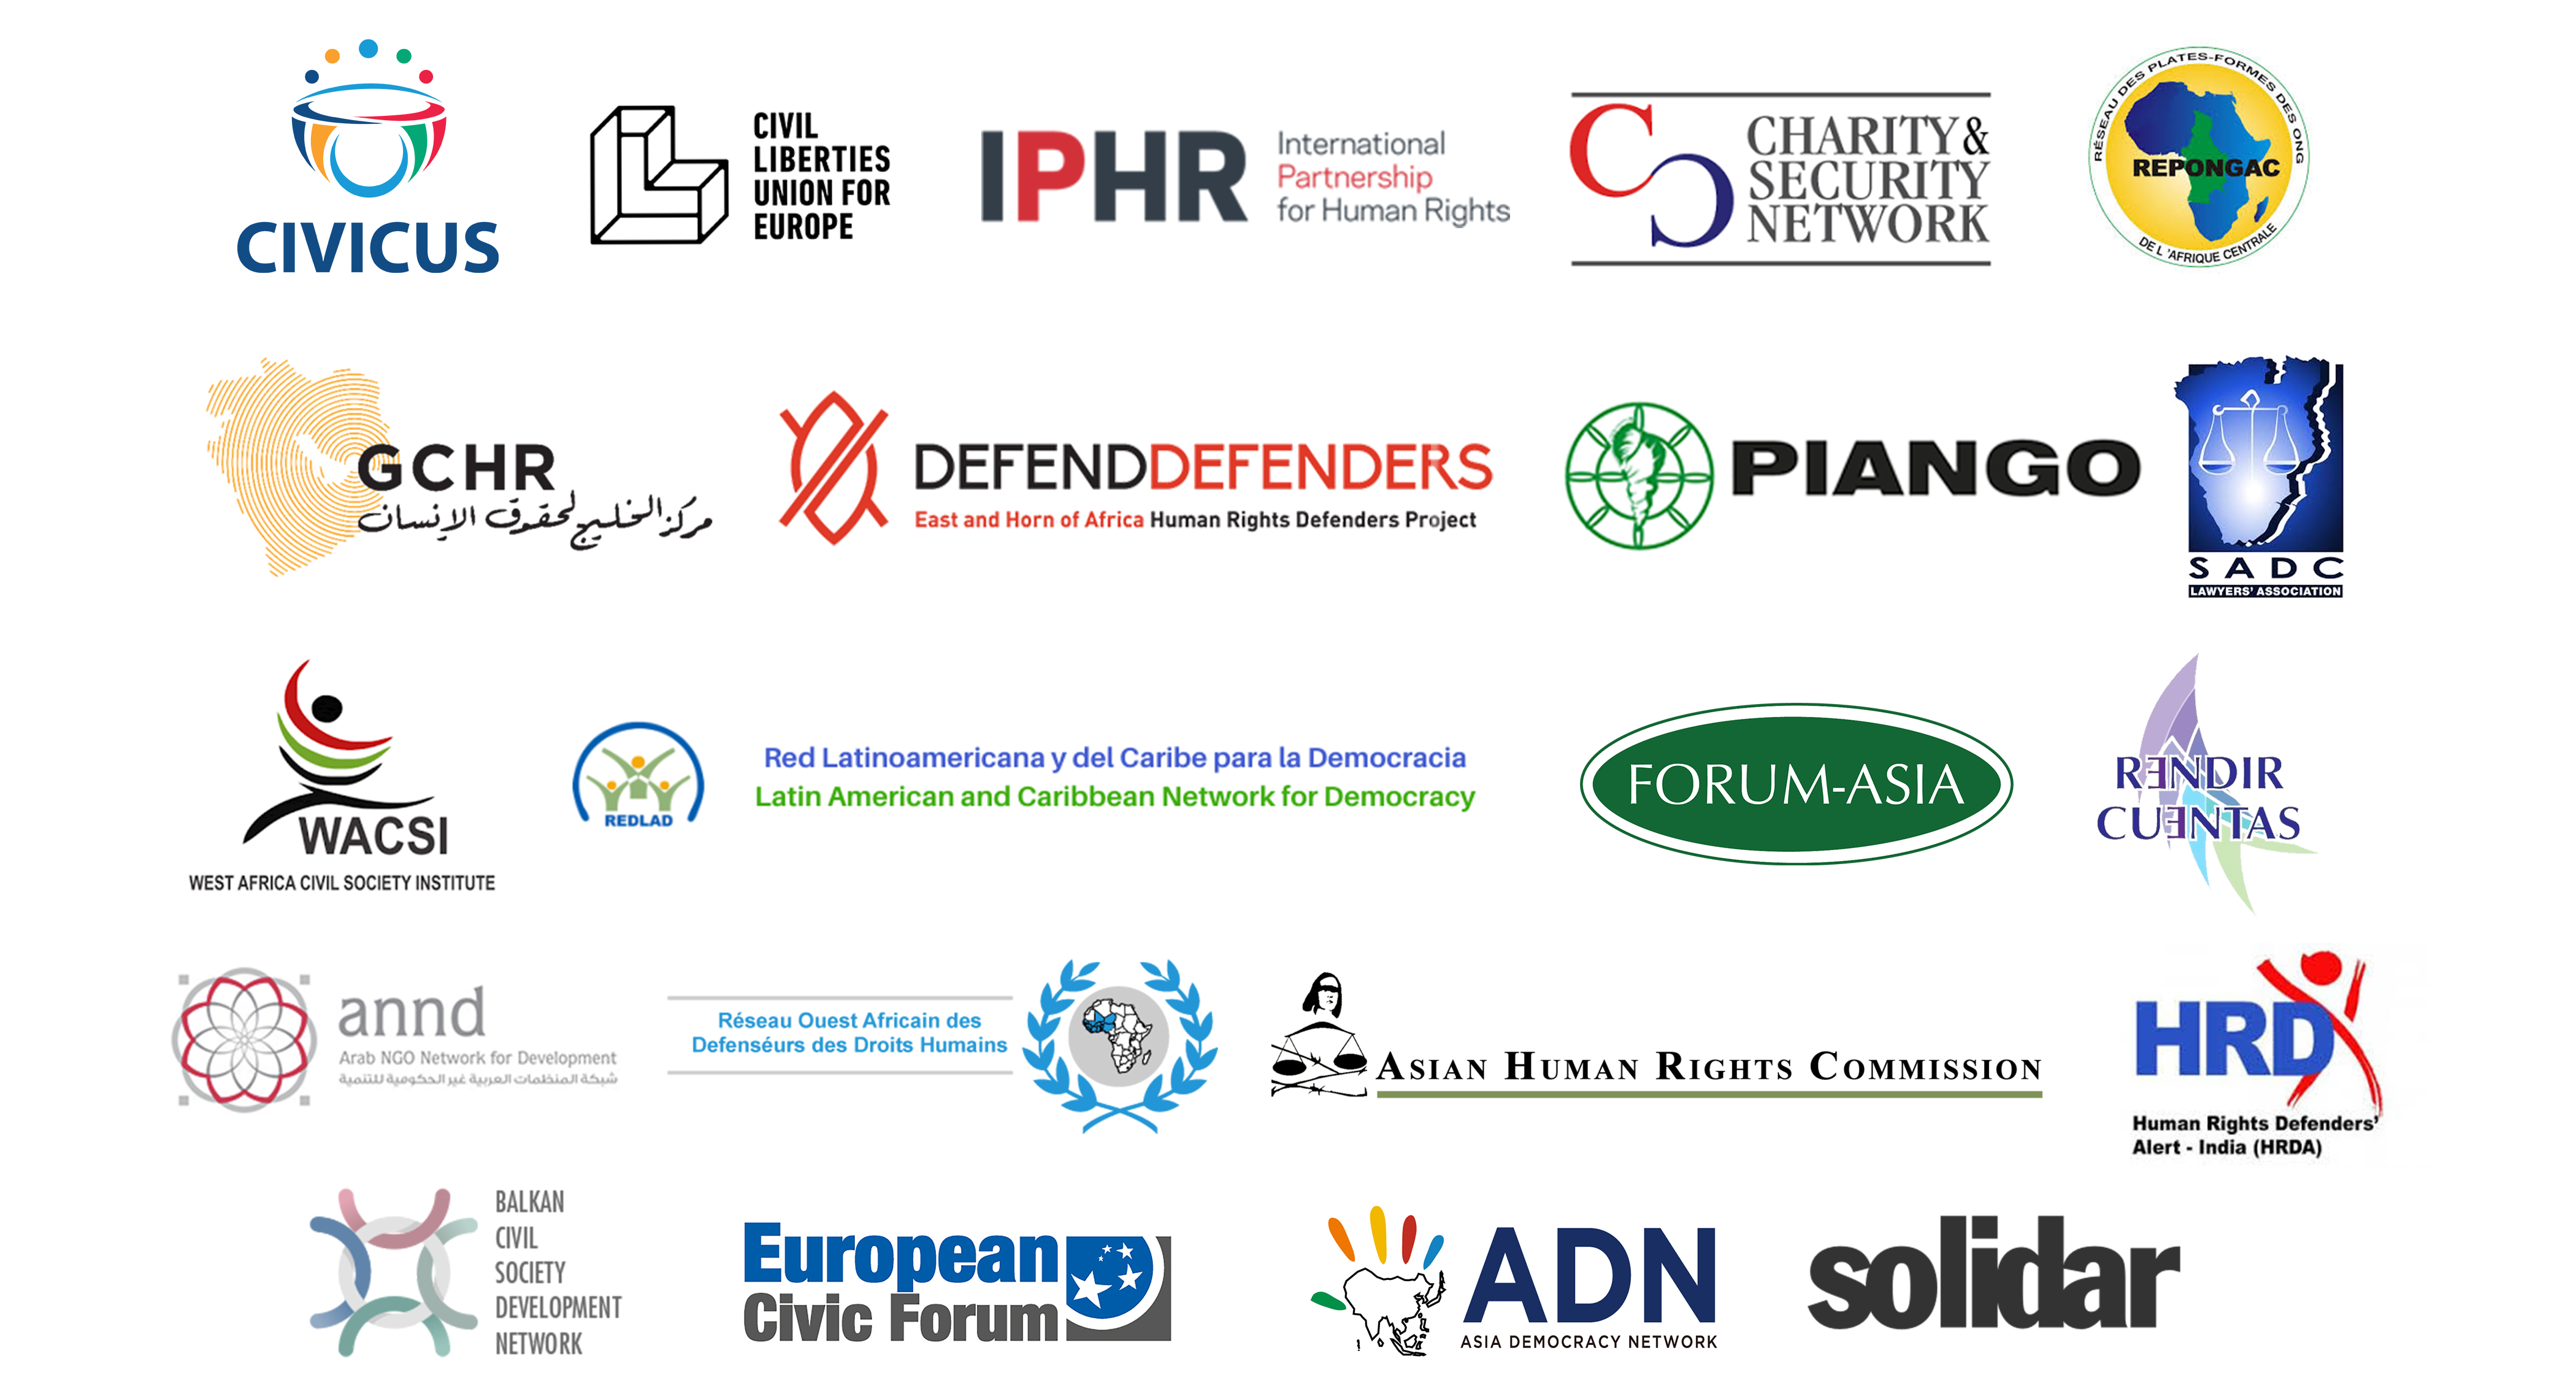 CIVICUS
CIVIL
LIBERTIES
UNION FOR
EUROPE
IPHR
International
Partnership
for Human Rights
CHARITY &
SECURITY
NETWORK
RÉSEAU DES PLATES-FORMES DES ONG
REPONGAC
DE L'AFRIQUE CENTRALE
GCHR
مركز الخليج لحقوق الإنسان
DEFENDDEFENDERS
East and Horn of Africa Human Rights Defenders Project
PIANGO
SADC
LAWYERS' ASSOCIATION
WACSI
WEST AFRICA CIVIL SOCIETY INSTITUTE
REDLAD
Red Latinoamericana y del Caribe para la Democracia
Latin American and Caribbean Network for Democracy
FORUM-ASIA
RENDIR
CUENTAS
annd
Arab NGO Network for Development
شبكة المنظمات العربية غير الحكومية للتنمية
Réseau Ouest Africain des
Defenséurs des Droits Humains
ASIAN HUMAN RIGHTS COMMISSION
HRD
Human Rights Defenders'
Alert - India (HRDA)
BALKAN
CIVIL
SOCIETY
DEVELOPMENT
NETWORK
European
Civic Forum
ADN
ASIA DEMOCRACY NETWORK
solidar